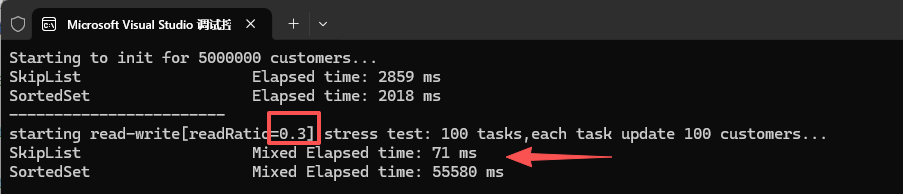 Microsoft Visual Studio 调试控
Starting to init for 5000000 customers...
SkipList Elapsed time: 2859 ms
SortedSet Elapsed time: 2018 ms
------------------------
starting read-write[readRatio=0.3] stress test: 100 tasks,each task update 100 customers...
SkipList Mixed Elapsed time: 71 ms
SortedSet Mixed Elapsed time: 55580 ms